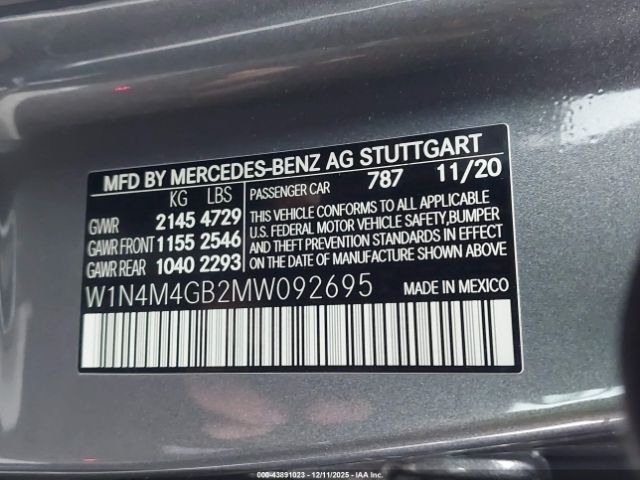 MFD BY MERCEDES-BENZ AG STUTTGART
KG LBS
GVWR 2145 4729
GAWR FRONT 1155 2546
GAWR REAR 1040 2293
PASSENGER CAR 787 11/20
THIS VEHICLE CONFORMS TO ALL APPLICABLE
U.S. FEDERAL MOTOR VEHICLE SAFETY, BUMPER
AND THEFT PREVENTION STANDARDS IN EFFECT
ON THE DATE OF MANUFACTURE SHOWN ABOVE.
W1N4M4GB2MW092695 MADE IN MEXICO
000-43891023 - 12/11/2025 - IAA Inc.